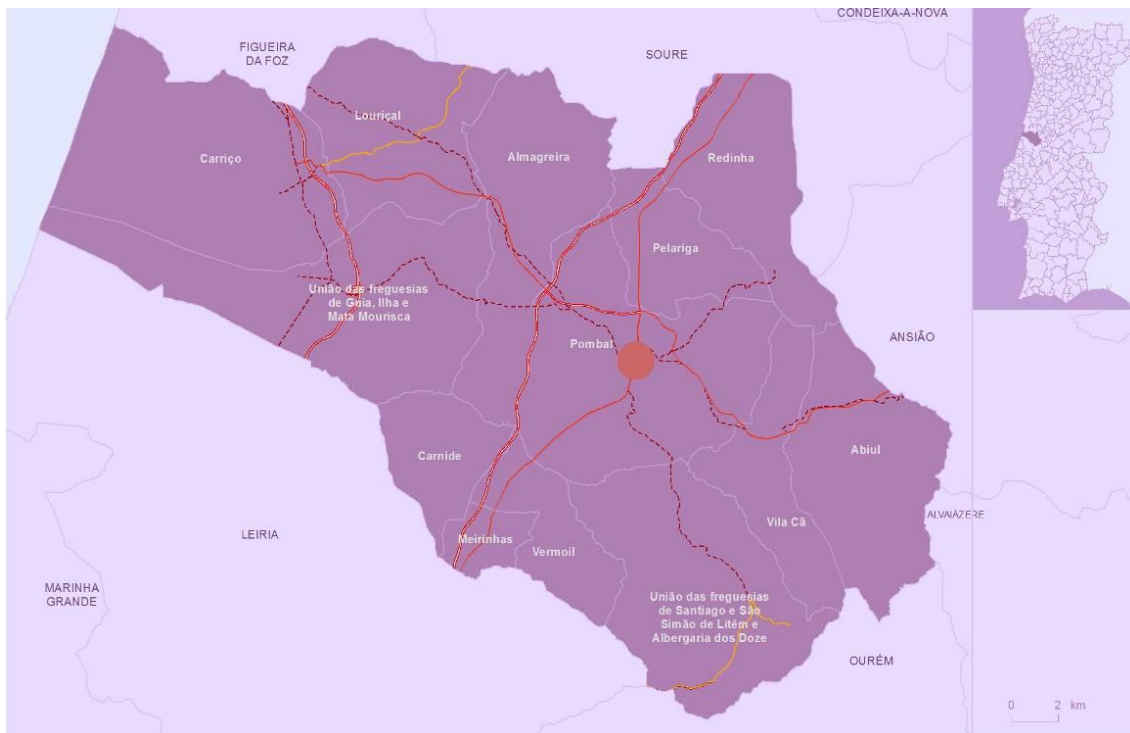 CONDEIXA-A-NOVA
FIGUEIRA
DA FOZ
SOURE
Louriçal
Carriço
Almagreira
Redinha
Pelariga
União das freguesias
de Guia, Ilha e
Mata Mourisca
ANSIÃO
Pombal
Abiul
Carnide
ALVAIÁZERE
Vila Cã
LEIRIA
Meirinhas
Vermoil
MARINHA
GRANDE
União das freguesias
de Santiago e São
Simão de Litém e
Albergaria dos Doze
OURÉM
0 2 km